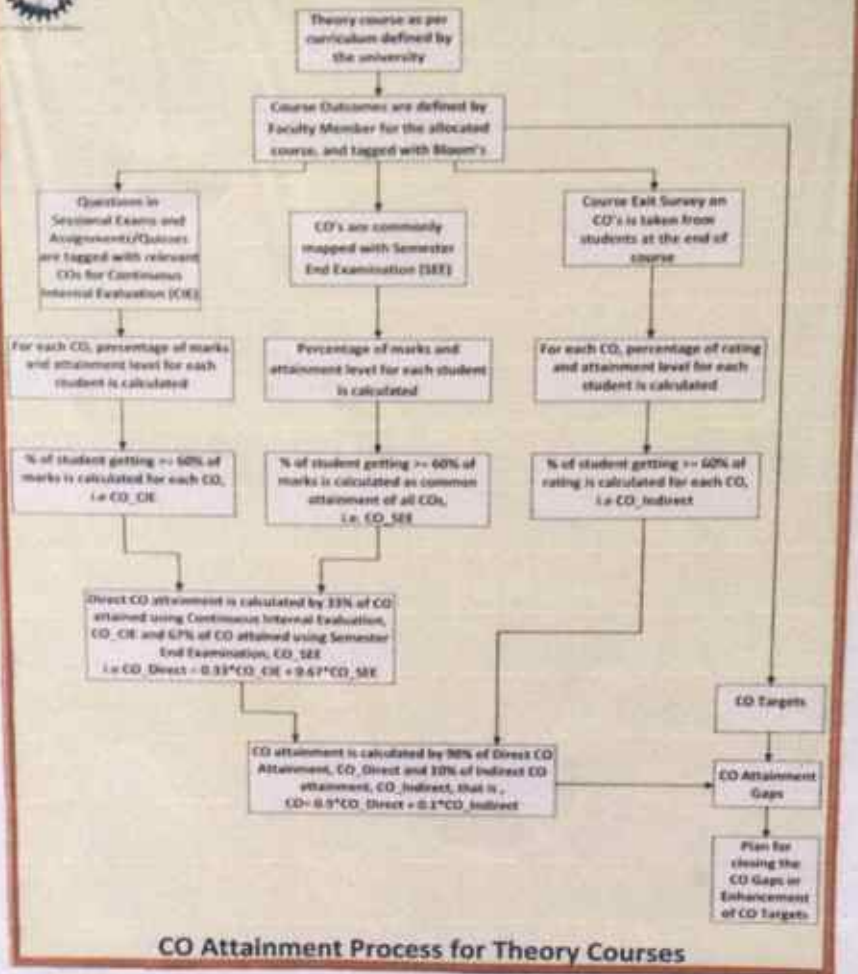 Theory course as per
curriculum defined by
the university
Course Outcomes are defined by
Faculty Member for the allocated
course, and tagged with Bloom's
Questions in
Sessional Exams and
Assignments/Quizzes
are tagged with relevant
COs for Continuous
Internal Evaluation (CIE)
CO's are commonly
mapped with Semester
End Examination (SEE)
Course Exit Survey on
CO's is taken from
students at the end of
course
For each CO, percentage of marks
and attainment level for each
student is calculated
Percentage of marks and
attainment level for each student
is calculated
For each CO, percentage of rating
and attainment level for each
student is calculated
% of student getting >= 60% of
marks is calculated for each CO,
i.e CO_CIE
% of student getting >= 60% of
marks is calculated as common
attainment of all COs,
i.e. CO_SEE
% of student getting >= 60% of
rating is calculated for each CO,
i.e CO_Indirect
Direct CO attainment is calculated by 33% of CO
attained using Continuous Internal Evaluation,
CO_CIE and 67% of CO attained using Semester
End Examination, CO_SEE
i.e CO_Direct = 0.33*CO_CIE + 0.67*CO_SEE
CO Targets
CO attainment is calculated by 90% of Direct CO
Attainment, CO_Direct and 10% of Indirect CO
attainment, CO_Indirect, that is ,
CO= 0.9*CO_Direct + 0.1*CO_Indirect
CO Attainment
Gaps
Plan for
closing the
CO Gaps or
Enhancement
of CO Targets
CO Attainment Process for Theory Courses